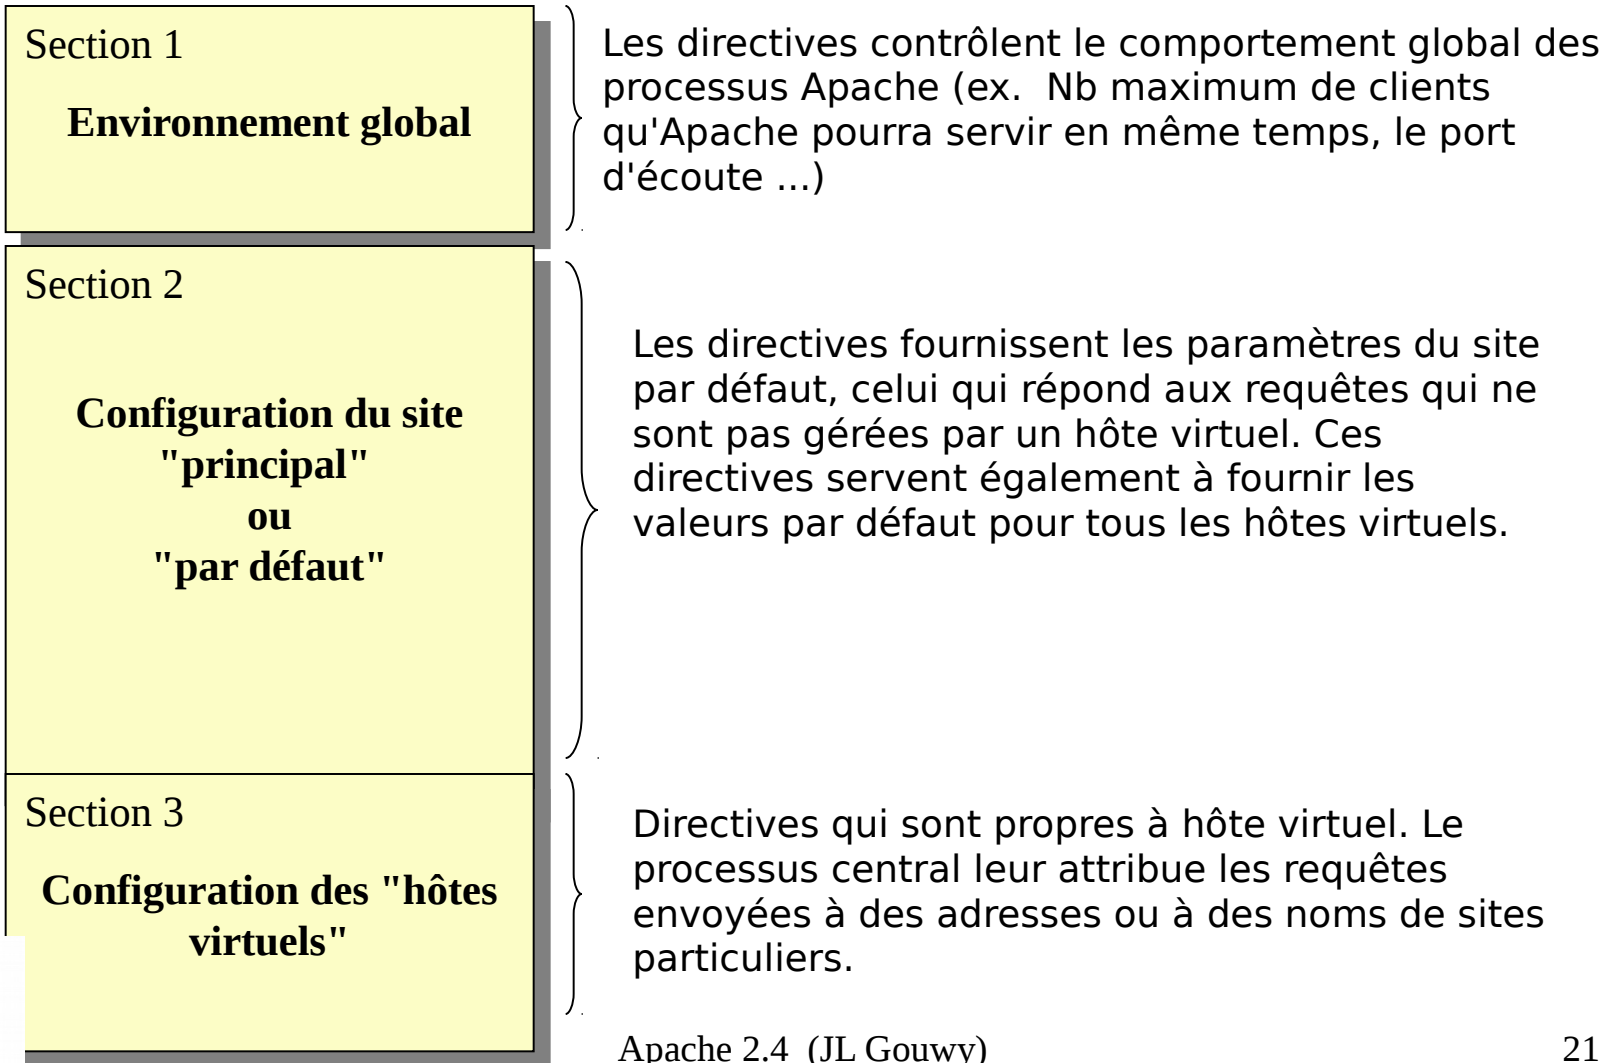 Section 1
Environnement global
Les directives contrôlent le comportement global des
processus Apache (ex.  Nb maximum de clients
qu'Apache pourra servir en même temps, le port
d'écoute ...)
Section 2
Configuration du site
"principal"
ou
"par défaut"
Les directives fournissent les paramètres du site
par défaut, celui qui répond aux requêtes qui ne
sont pas gérées par un hôte virtuel. Ces
directives servent également à fournir les
valeurs par défaut pour tous les hôtes virtuels.
Section 3
Configuration des "hôtes
virtuels"
Directives qui sont propres à hôte virtuel. Le
processus central leur attribue les requêtes
envoyées à des adresses ou à des noms de sites
particuliers.
Apache 2.4  (JL Gouwy)
21